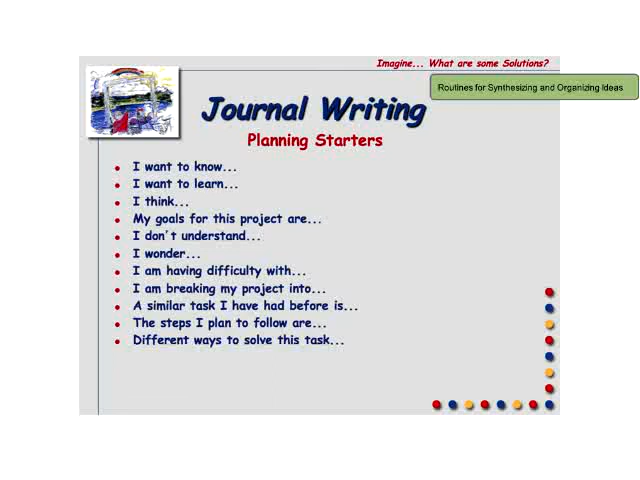 Imagine... What are some Solutions?
Routines for Synthesizing and Organizing Ideas
Journal Writing
Planning Starters
I want to know...
I want to learn...
I think...
My goals for this project are...
I don't understand...
I wonder...
I am having difficulty with...
I am breaking my project into...
A similar task I have had before is...
The steps I plan to follow are...
Different ways to solve this task...